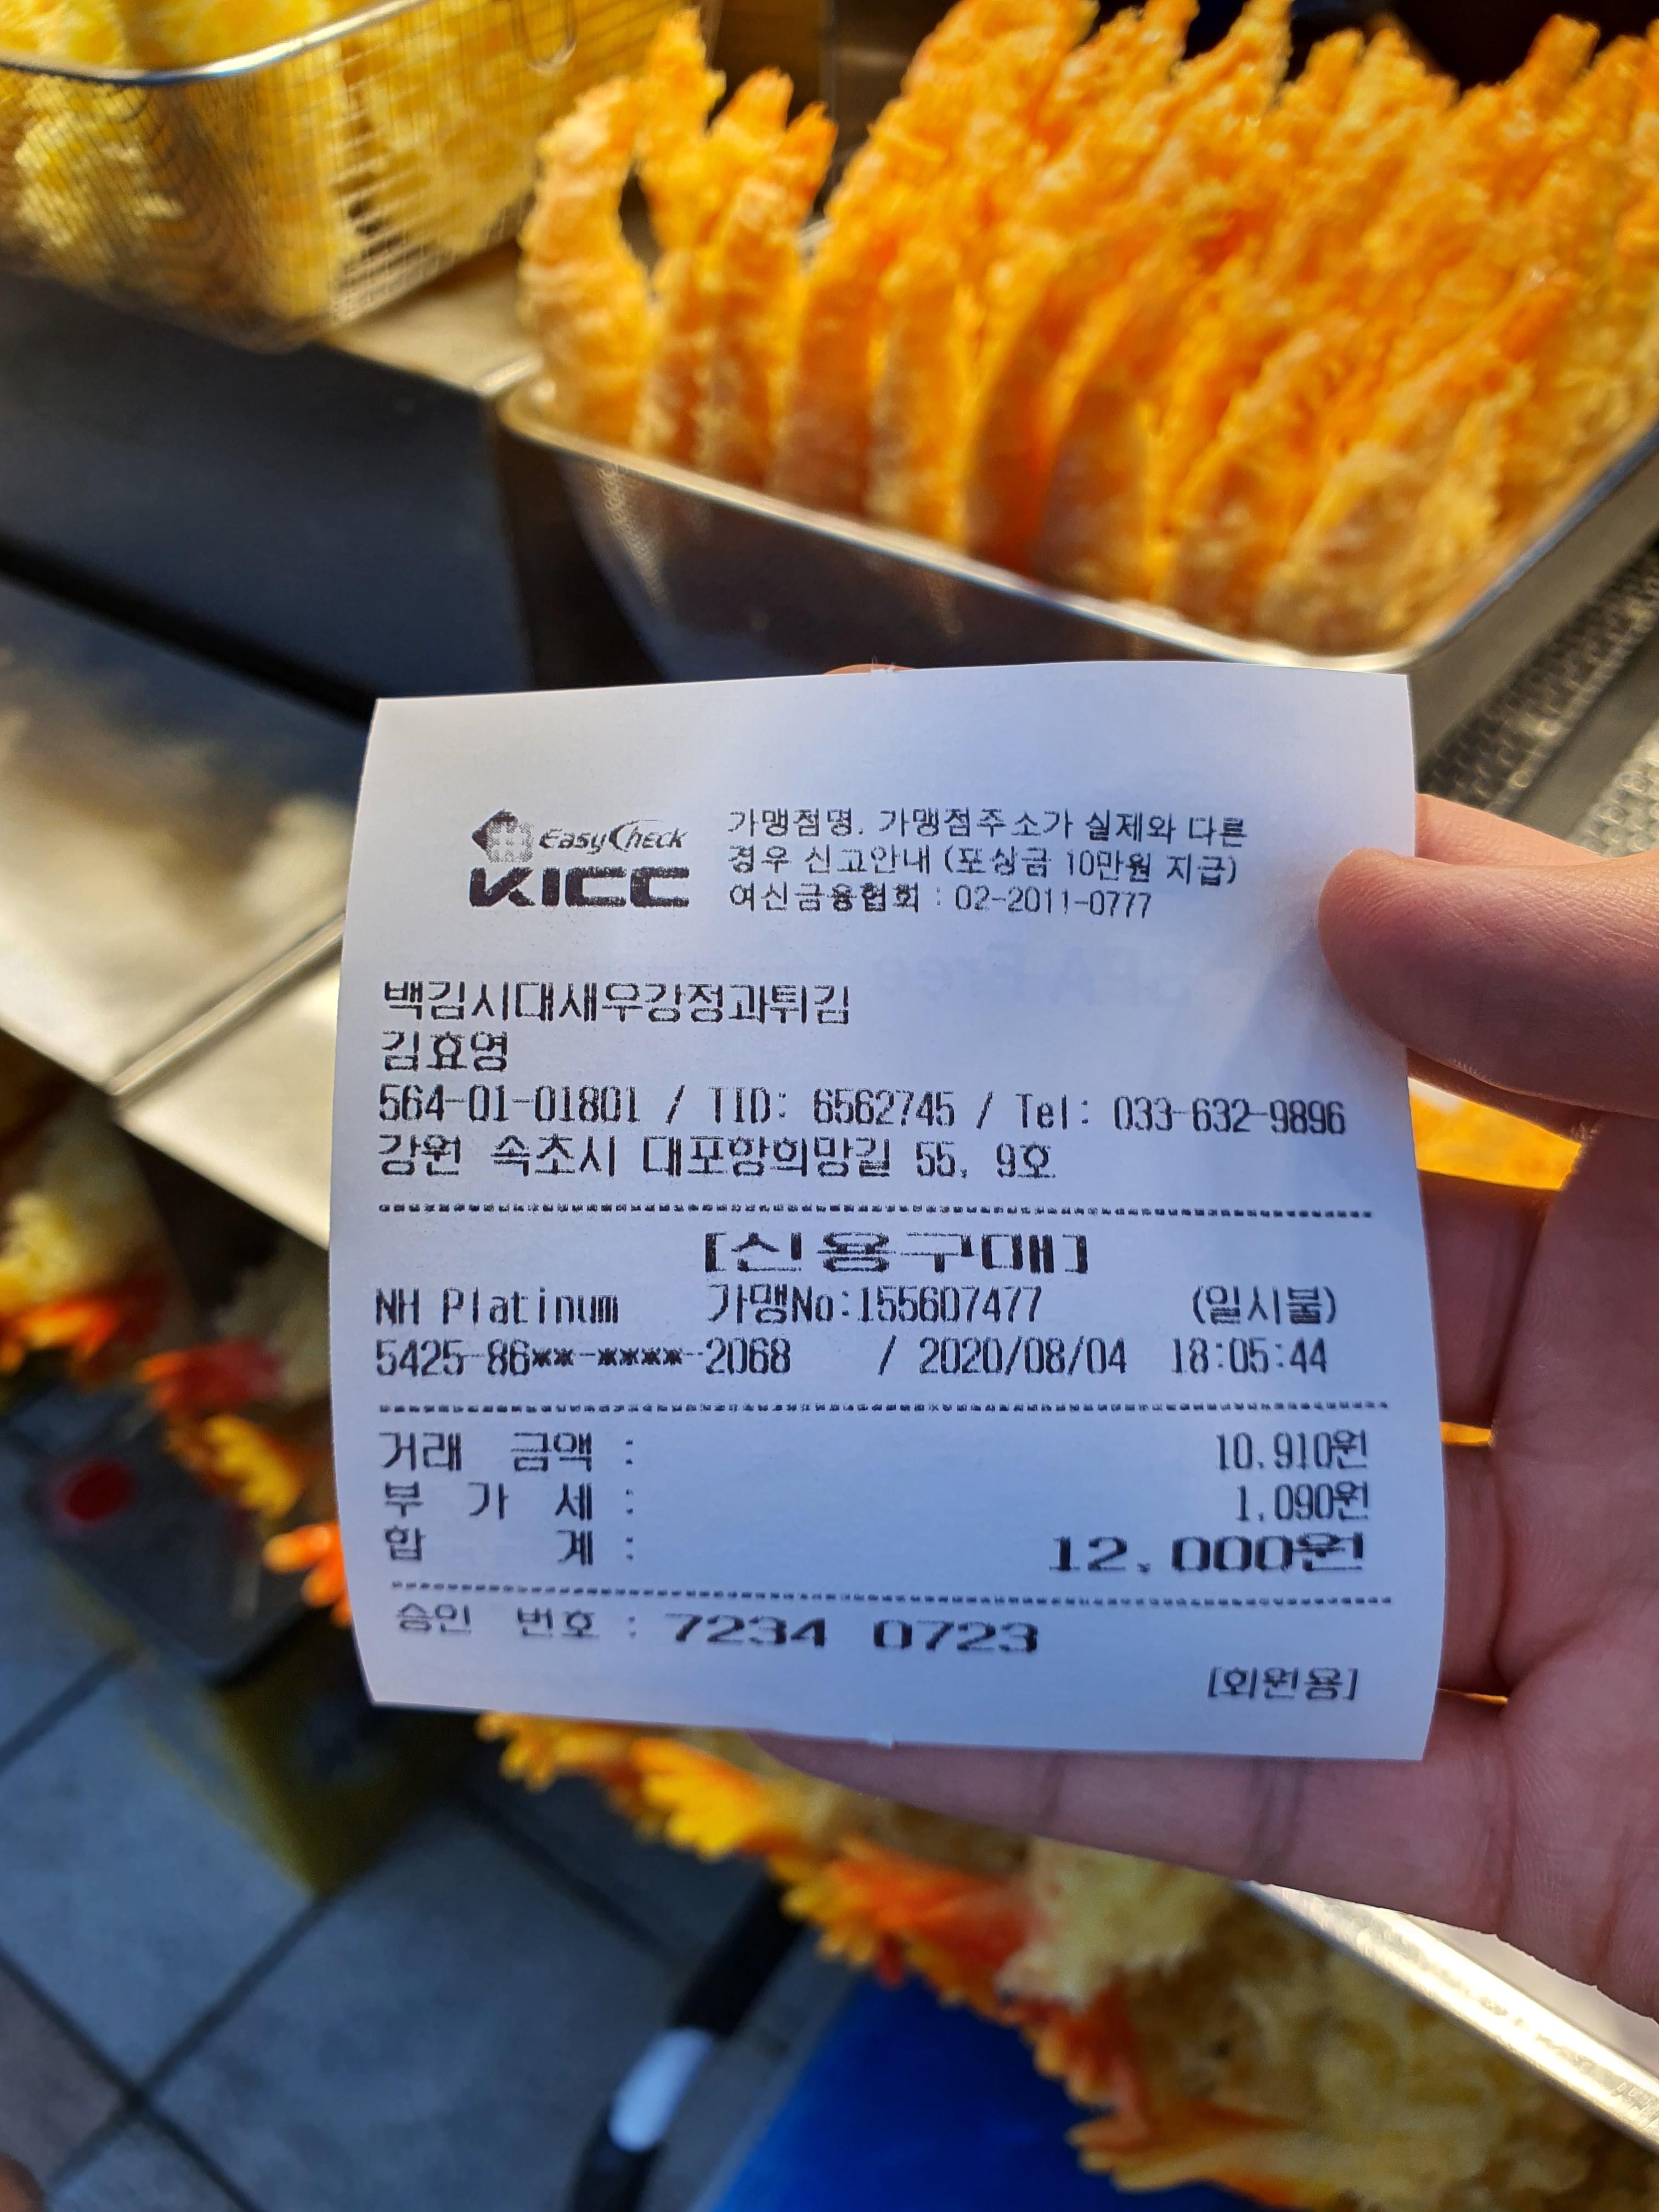 EasyCheck
KICC
가맹점명, 가맹점주소가 실제와 다른
경우 신고안내 (포상금 10만원 지급)
여신금융협회 : 02-2011-0777
백김시대새우강정과튀김
김효영
564-01-01801 / TID: 6562745 / Tel: 033-632-9896
강원 속초시 대포항희망길 55, 9호
[신용구매]
NH Platinum 가맹No:155607477 (일시불)
5425-86**-****-2068 / 2020/08/04 18:05:44
거래 금액 : 10,910원
부 가 세 : 1,090원
합 계 : 12,000원
승인 번호 : 7234 0723
[회원용]